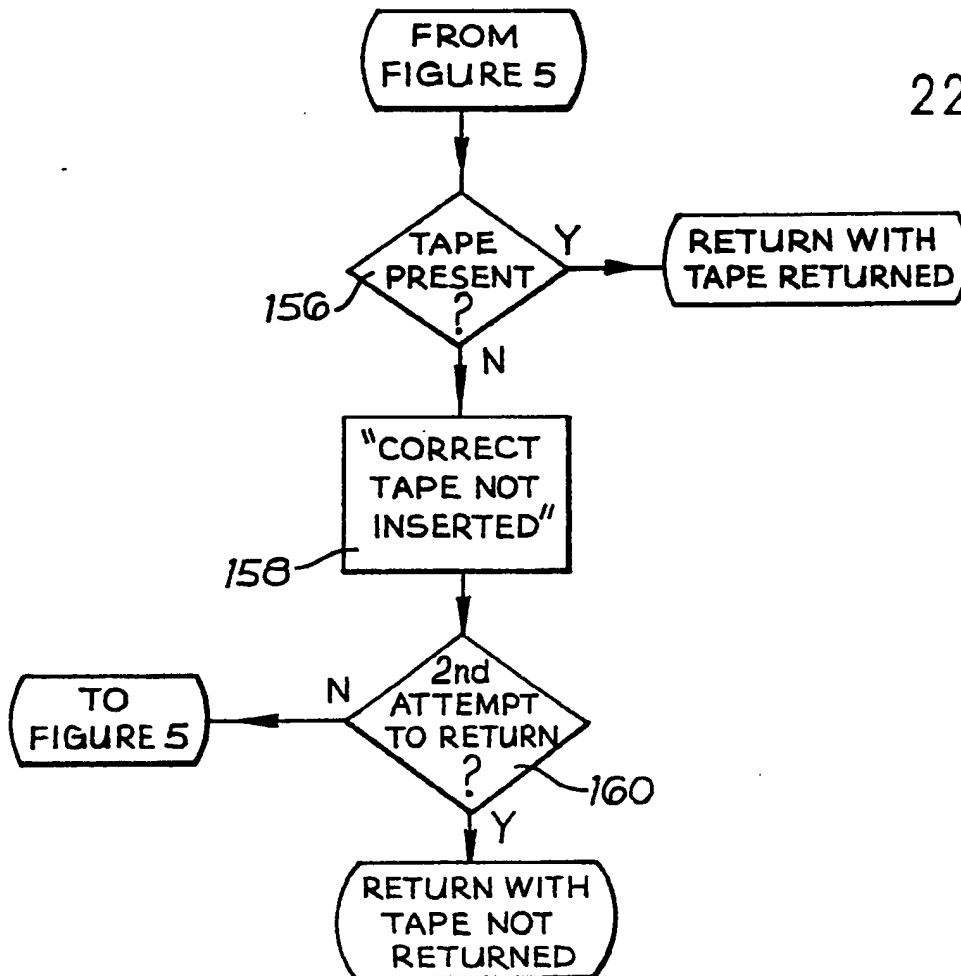 FROM
FIGURE 5
22
TAPE
PRESENT
?
Y
RETURN WITH
TAPE RETURNED
156
N
"CORRECT
TAPE NOT
INSERTED"
158
2nd
ATTEMPT
TO RETURN
?
N
TO
FIGURE 5
160
Y
RETURN WITH
TAPE NOT
RETURNED